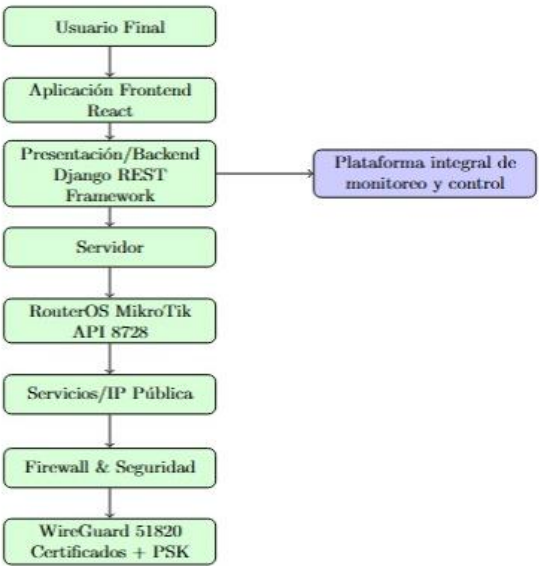 Usuario Final
Aplicación Frontend
React
Presentación/Backend
Django REST
Framework
Plataforma integral de
monitoreo y control
Servidor
RouterOS MikroTik
API 8728
Servicios/IP Pública
Firewall & Seguridad
WireGuard 51820
Certificados + PSK